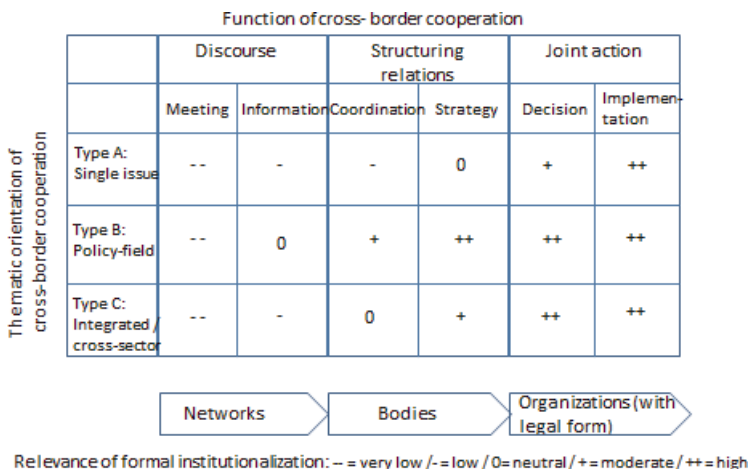 Function of cross- border cooperation
Discourse Structuring relations Joint action
Meeting Information Coordination Strategy Decision Implemen-
tation
Thematic orientation of
cross-border cooperation
Type A:
Single issue -- - - 0 + ++
Type B:
Policy-field -- 0 + ++ ++ ++
Type C:
Integrated /
cross-sector -- - 0 + ++ ++
Networks Bodies Organizations (with
legal form)
Relevance of formal institutionalization: -- = very low /- = low / 0= neutral / + = moderate / ++ = high